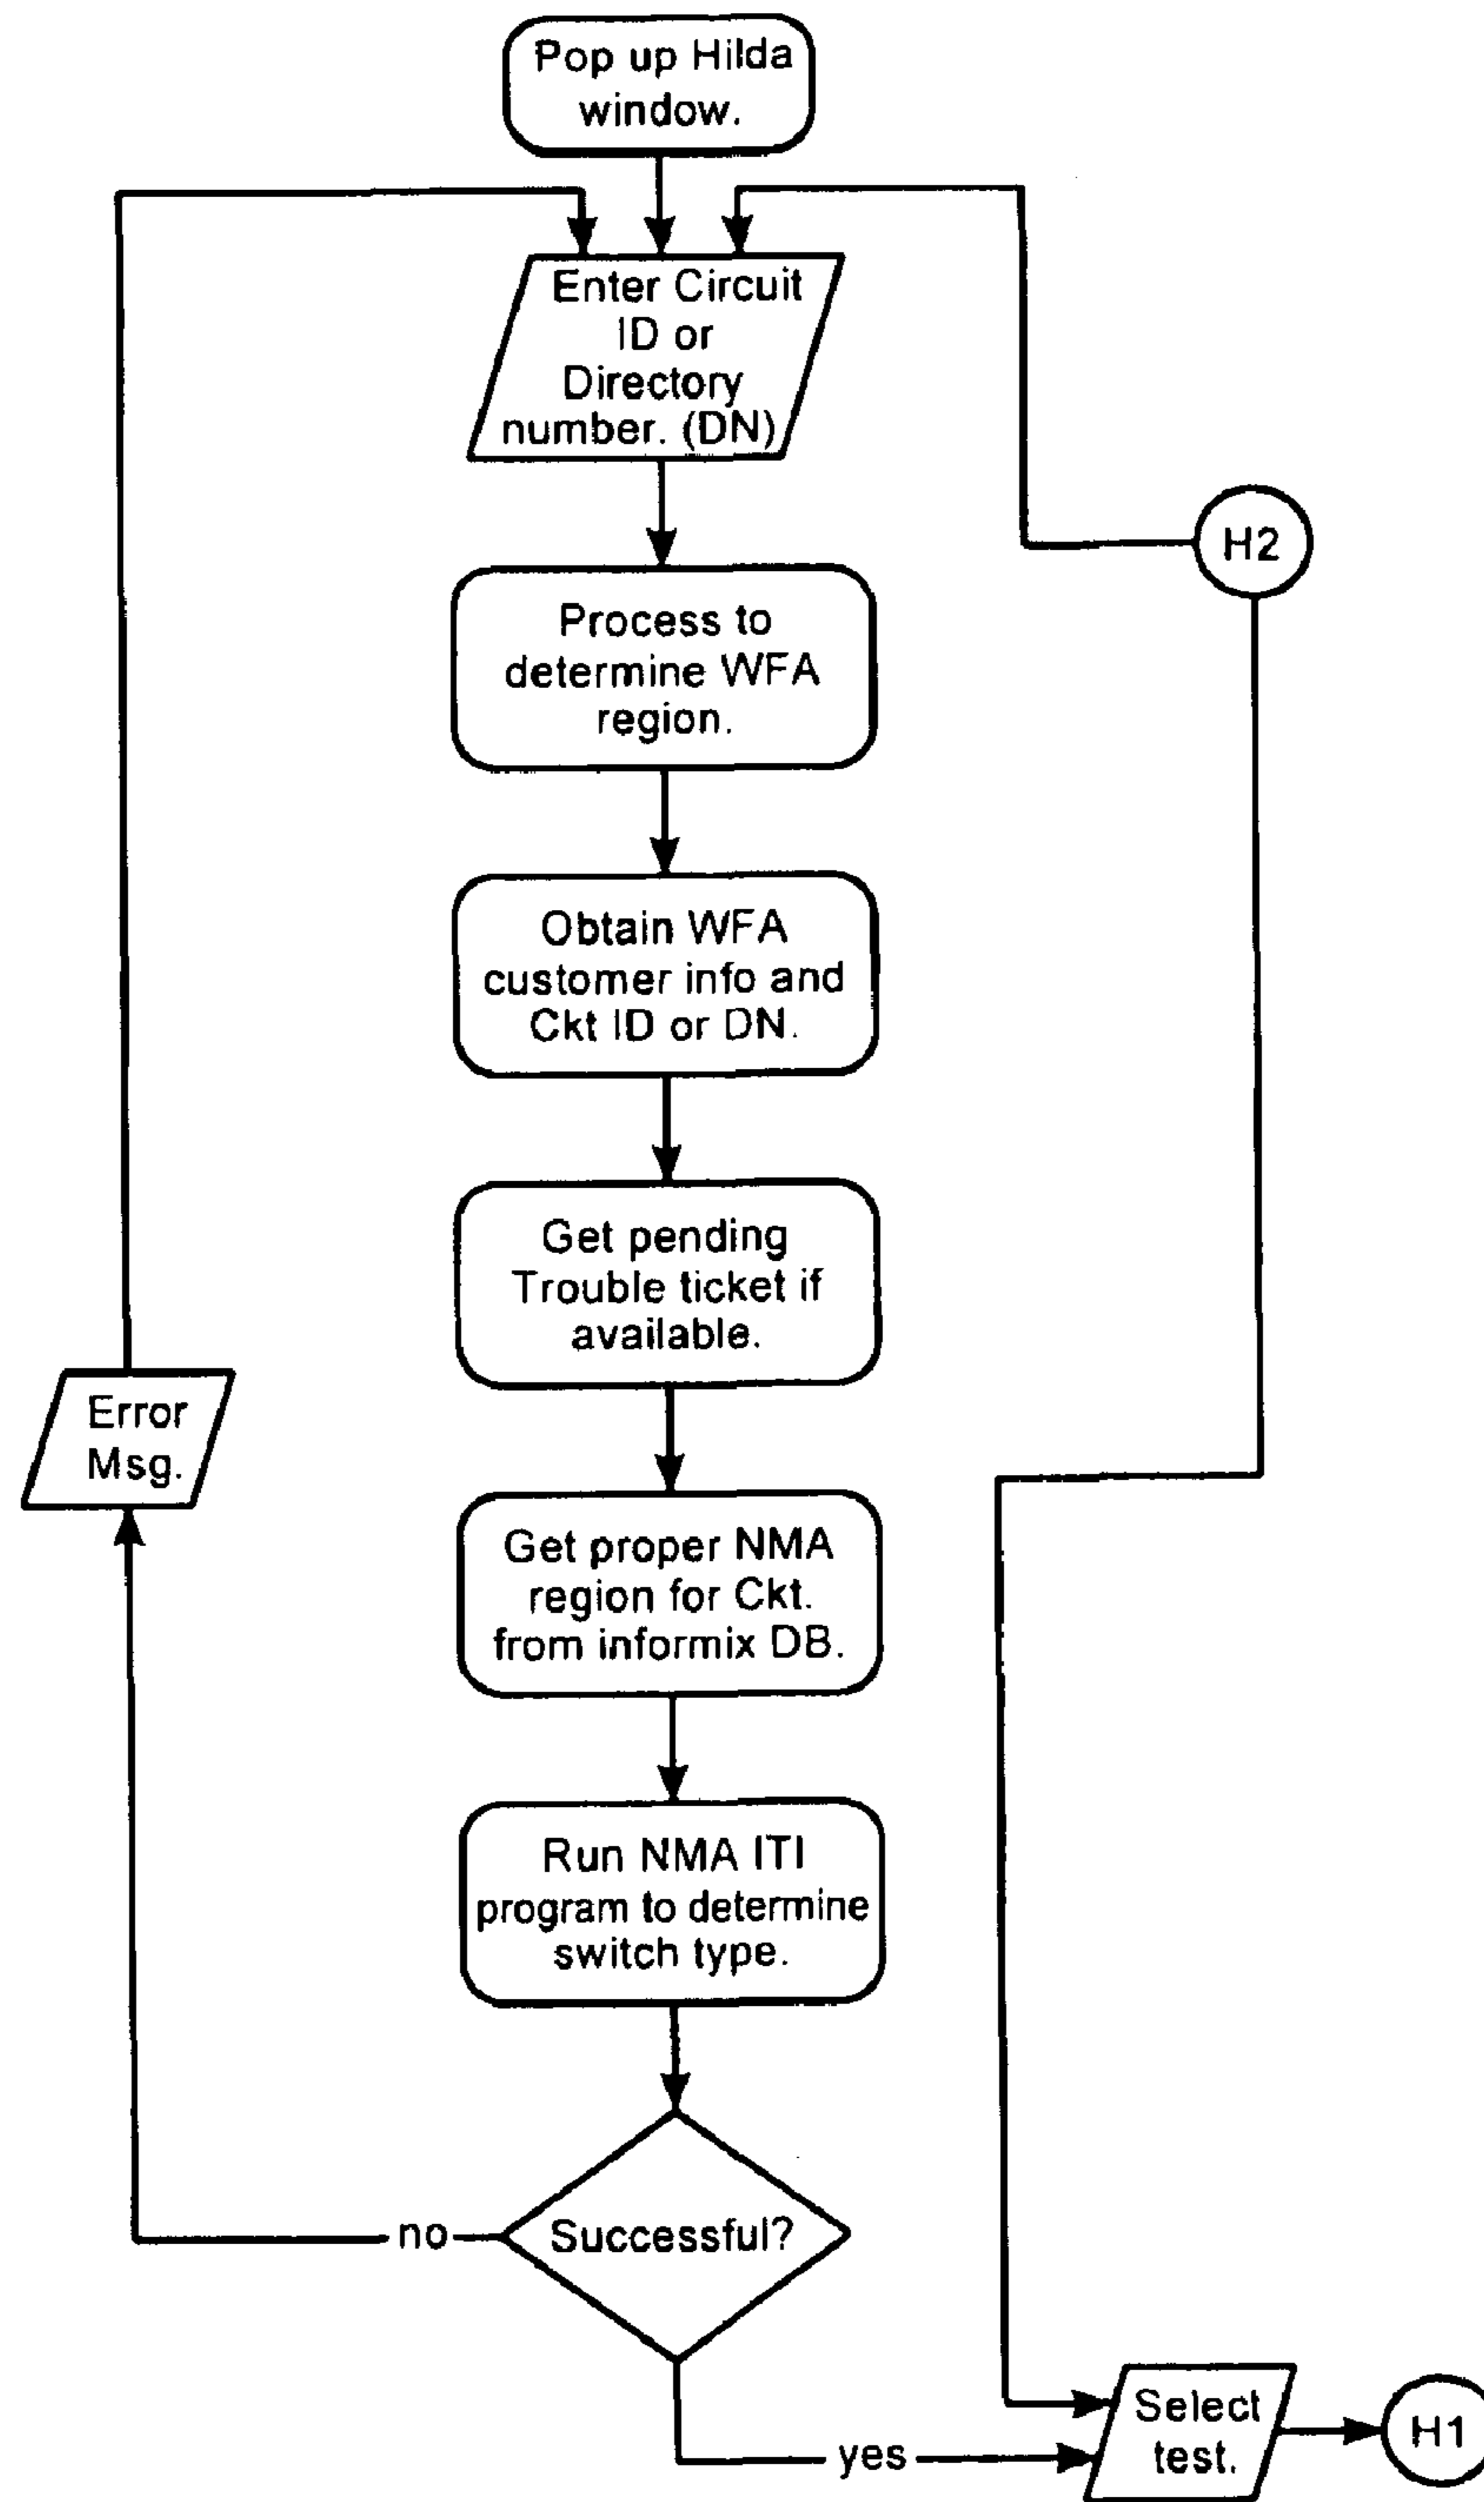 Pop up Hilda
window.
Enter Circuit
ID or
Directory
number. (DN)
H2
Process to
determine WFA
region.
Obtain WFA
customer info and
Ckt ID or DN.
Get pending
Trouble ticket if
available.
Error
Msg.
Get proper NMA
region for Ckt.
from informix DB.
Run NMA ITI
program to determine
switch type.
no
Successful?
yes
Select
test.
H1